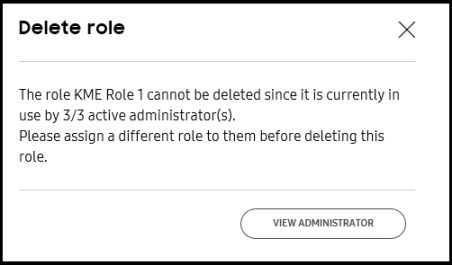 Delete role
The role KME Role 1 cannot be deleted since it is currently in
use by 3/3 active administrator(s).
Please assign a different role to them before deleting this
role.
VIEW ADMINISTRATOR